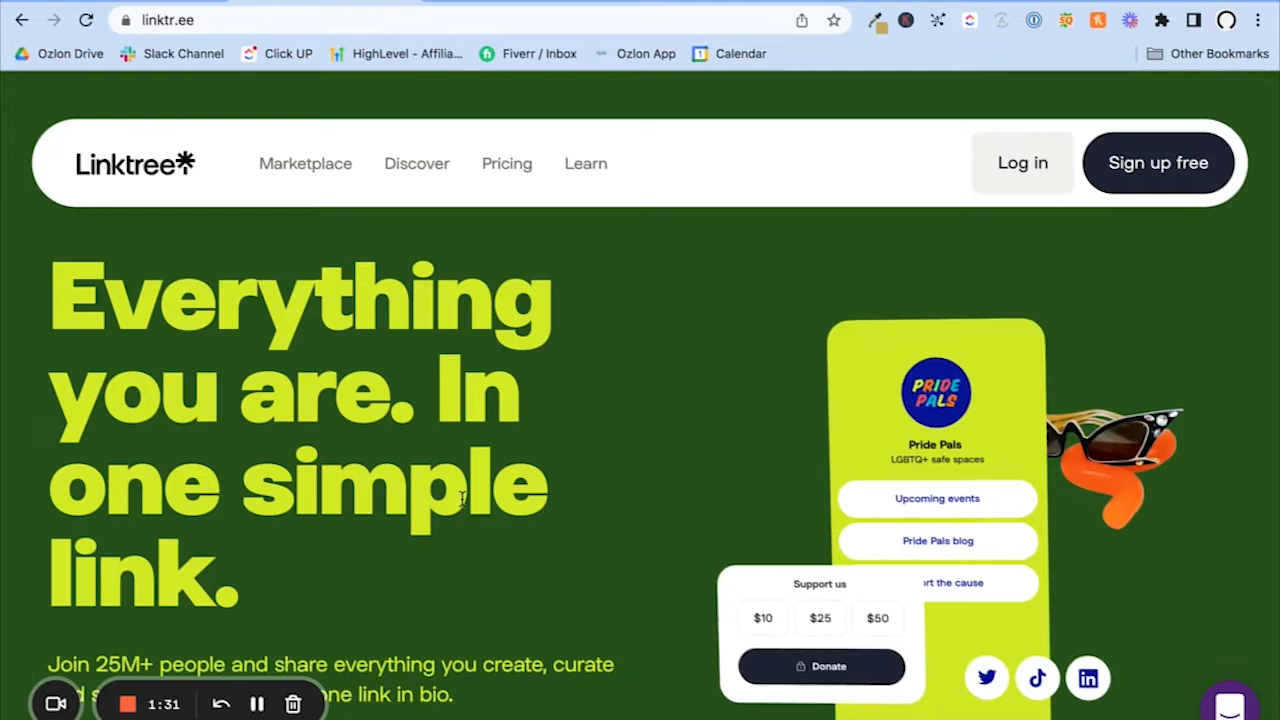 linktr.ee
Ozlon Drive
Slack Channel
Click UP
HighLevel - Affilia...
Fiverr / Inbox
Ozlon App
Calendar
Other Bookmarks
Linktree
Marketplace
Discover
Pricing
Learn
Log in
Sign up free
Everything
you are. In
one simple
link.
Join 25M+ people and share everything you create, curate
one link in bio.
PRIDE
PALS
Pride Pals
LGBTQ+ safe spaces
Upcoming events
Pride Pals blog
the cause
Support us
$10
$25
$50
Donate
1:31